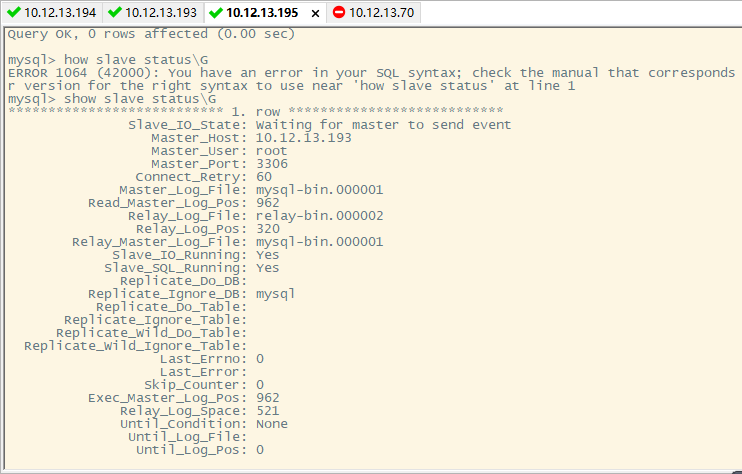 10.12.13.194 10.12.13.193 10.12.13.195 × 10.12.13.70
Query OK, 0 rows affected (0.00 sec)
mysql> how slave status\G
ERROR 1064 (42000): You have an error in your SQL syntax; check the manual that corresponds
r version for the right syntax to use near 'how slave status' at line 1
mysql> show slave status\G
*************************** 1. row ***************************
Slave_IO_State: Waiting for master to send event
Master_Host: 10.12.13.193
Master_User: root
Master_Port: 3306
Connect_Retry: 60
Master_Log_File: mysql-bin.000001
Read_Master_Log_Pos: 962
Relay_Log_File: relay-bin.000002
Relay_Log_Pos: 320
Relay_Master_Log_File: mysql-bin.000001
Slave_IO_Running: Yes
Slave_SQL_Running: Yes
Replicate_Do_DB:
Replicate_Ignore_DB: mysql
Replicate_Do_Table:
Replicate_Ignore_Table:
Replicate_Wild_Do_Table:
Replicate_Wild_Ignore_Table:
Last_Errno: 0
Last_Error:
Skip_Counter: 0
Exec_Master_Log_Pos: 962
Relay_Log_Space: 521
Until_Condition: None
Until_Log_File:
Until_Log_Pos: 0